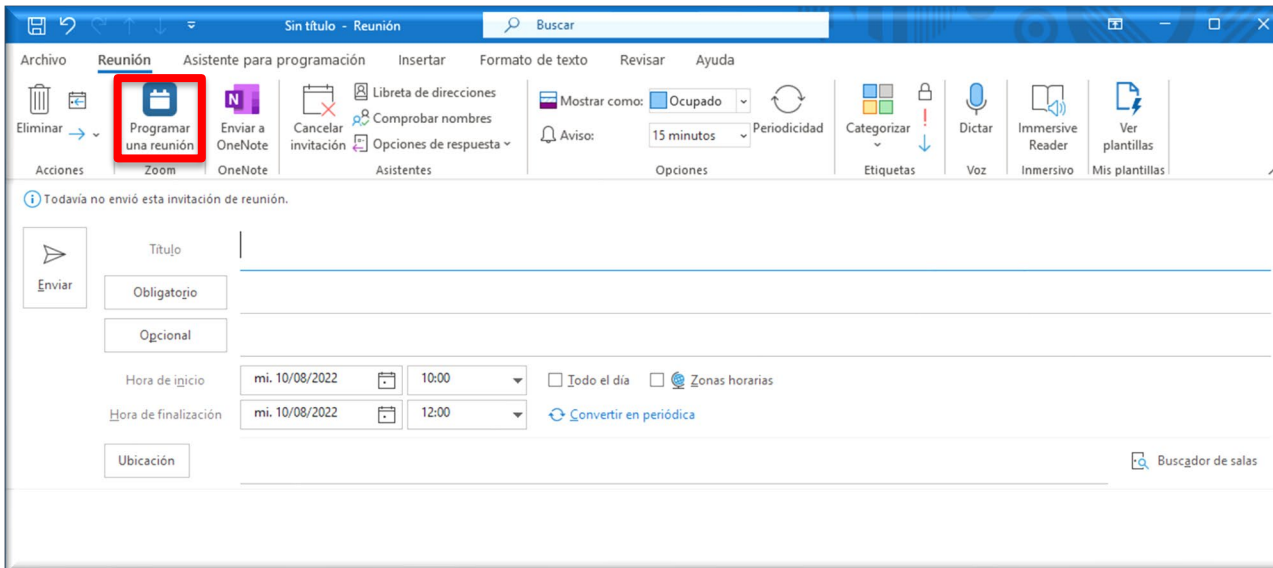 Sin título - Reunión
Buscar
Archivo Reunión Asistente para programación Insertar Formato de texto Revisar Ayuda
Eliminar
Acciones
Programar
una reunión
Zoom
Enviar a
OneNote
OneNote
Cancelar
invitación
Libreta de direcciones
Comprobar nombres
Opciones de respuesta
Asistentes
Mostrar como: Ocupado
Aviso: 15 minutos
Periodicidad
Opciones
Categorizar
Etiquetas
Dictar
Voz
Immersive
Reader
Inmersivo
Ver
plantillas
Mis plantillas
Todavía no envió esta invitación de reunión.
Enviar
Título
Obligatorio
Opcional
Hora de inicio mi. 10/08/2022 10:00 Todo el día Zonas horarias
Hora de finalización mi. 10/08/2022 12:00 Convertir en periódica
Ubicación Buscador de salas